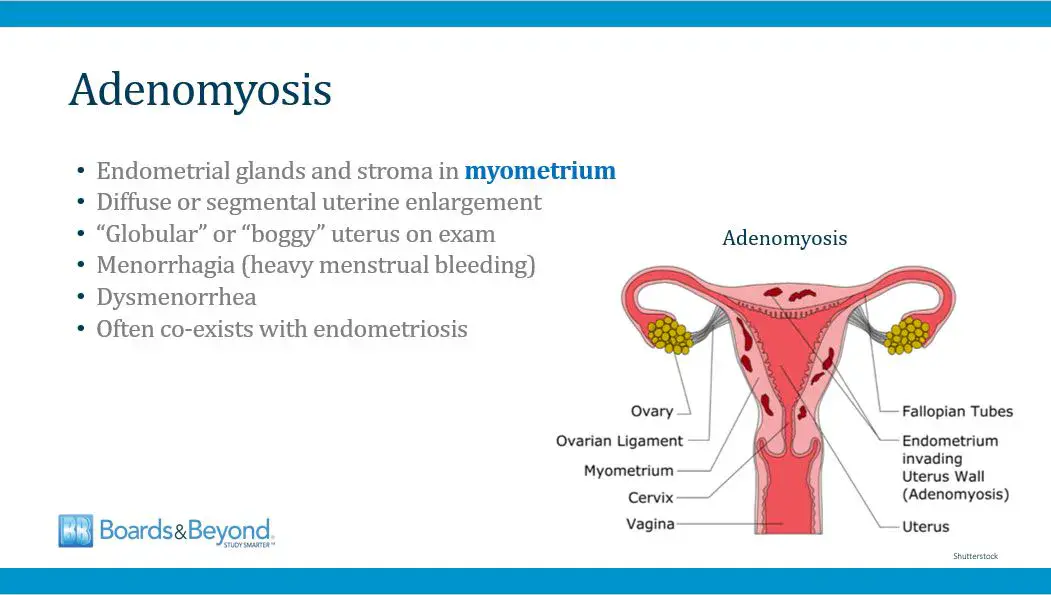 Adenomyosis
• Endometrial glands and stroma in myometrium
• Diffuse or segmental uterine enlargement
• “Globular” or “boggy” uterus on exam
• Menorrhagia (heavy menstrual bleeding)
• Dysmenorrhea
• Often co-exists with endometriosis
Adenomyosis
Ovary
Ovarian Ligament
Myometrium
Cervix
Vagina
Fallopian Tubes
Endometrium
invading
Uterus Wall
(Adenomyosis)
Uterus
BB Boards&Beyond®
STUDY SMARTER™
Shutterstock